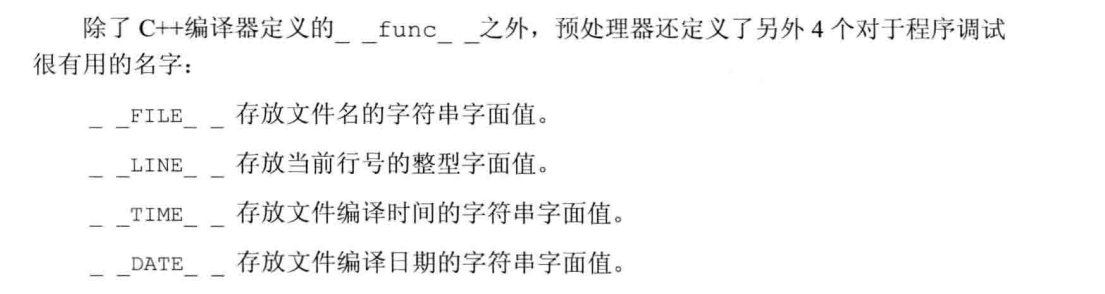 除了 C++编译器定义的_ _func_ _之外，预处理器还定义了另外 4 个对于程序调试
很有用的名字：
_ _FILE_ _ 存放文件名的字符串字面值。
_ _LINE_ _ 存放当前行号的整型字面值。
_ _TIME_ _ 存放文件编译时间的字符串字面值。
_ _DATE_ _ 存放文件编译日期的字符串字面值。